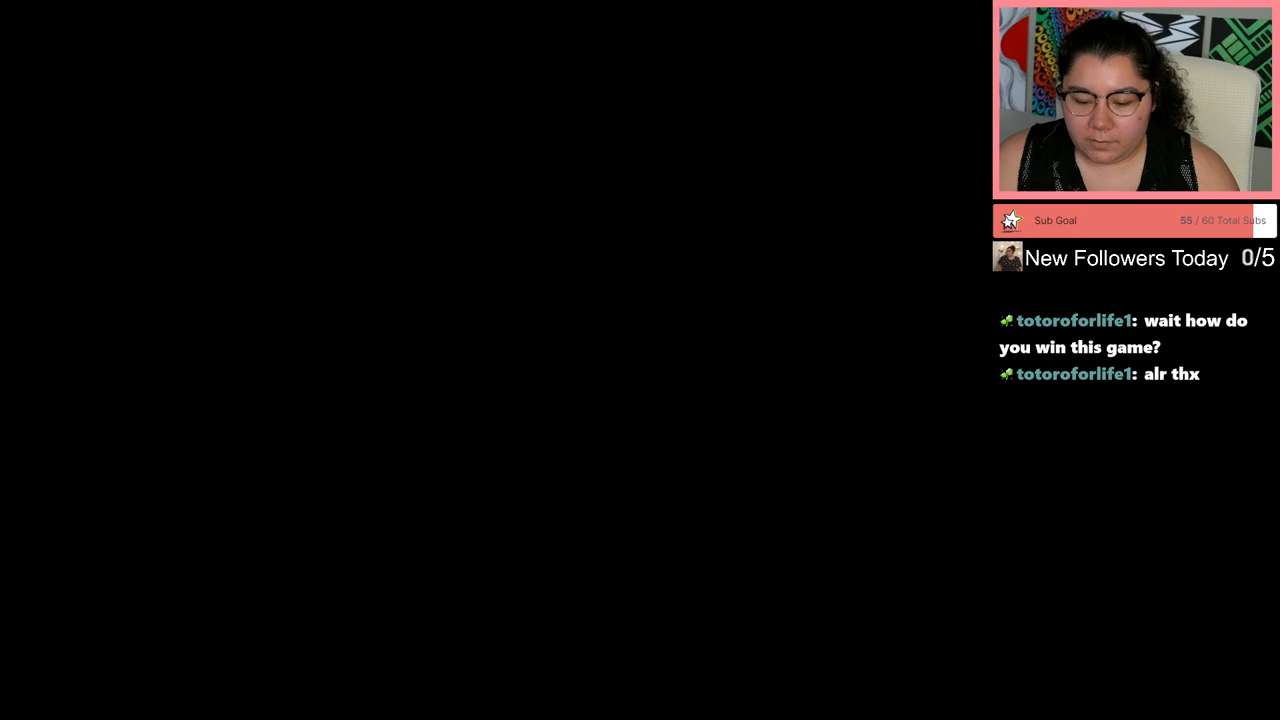 Sub Goal 55 / 60 Total Subs
New Followers Today 0/5
totoroforlife1: wait how do
you win this game?
totoroforlife1: alr thx